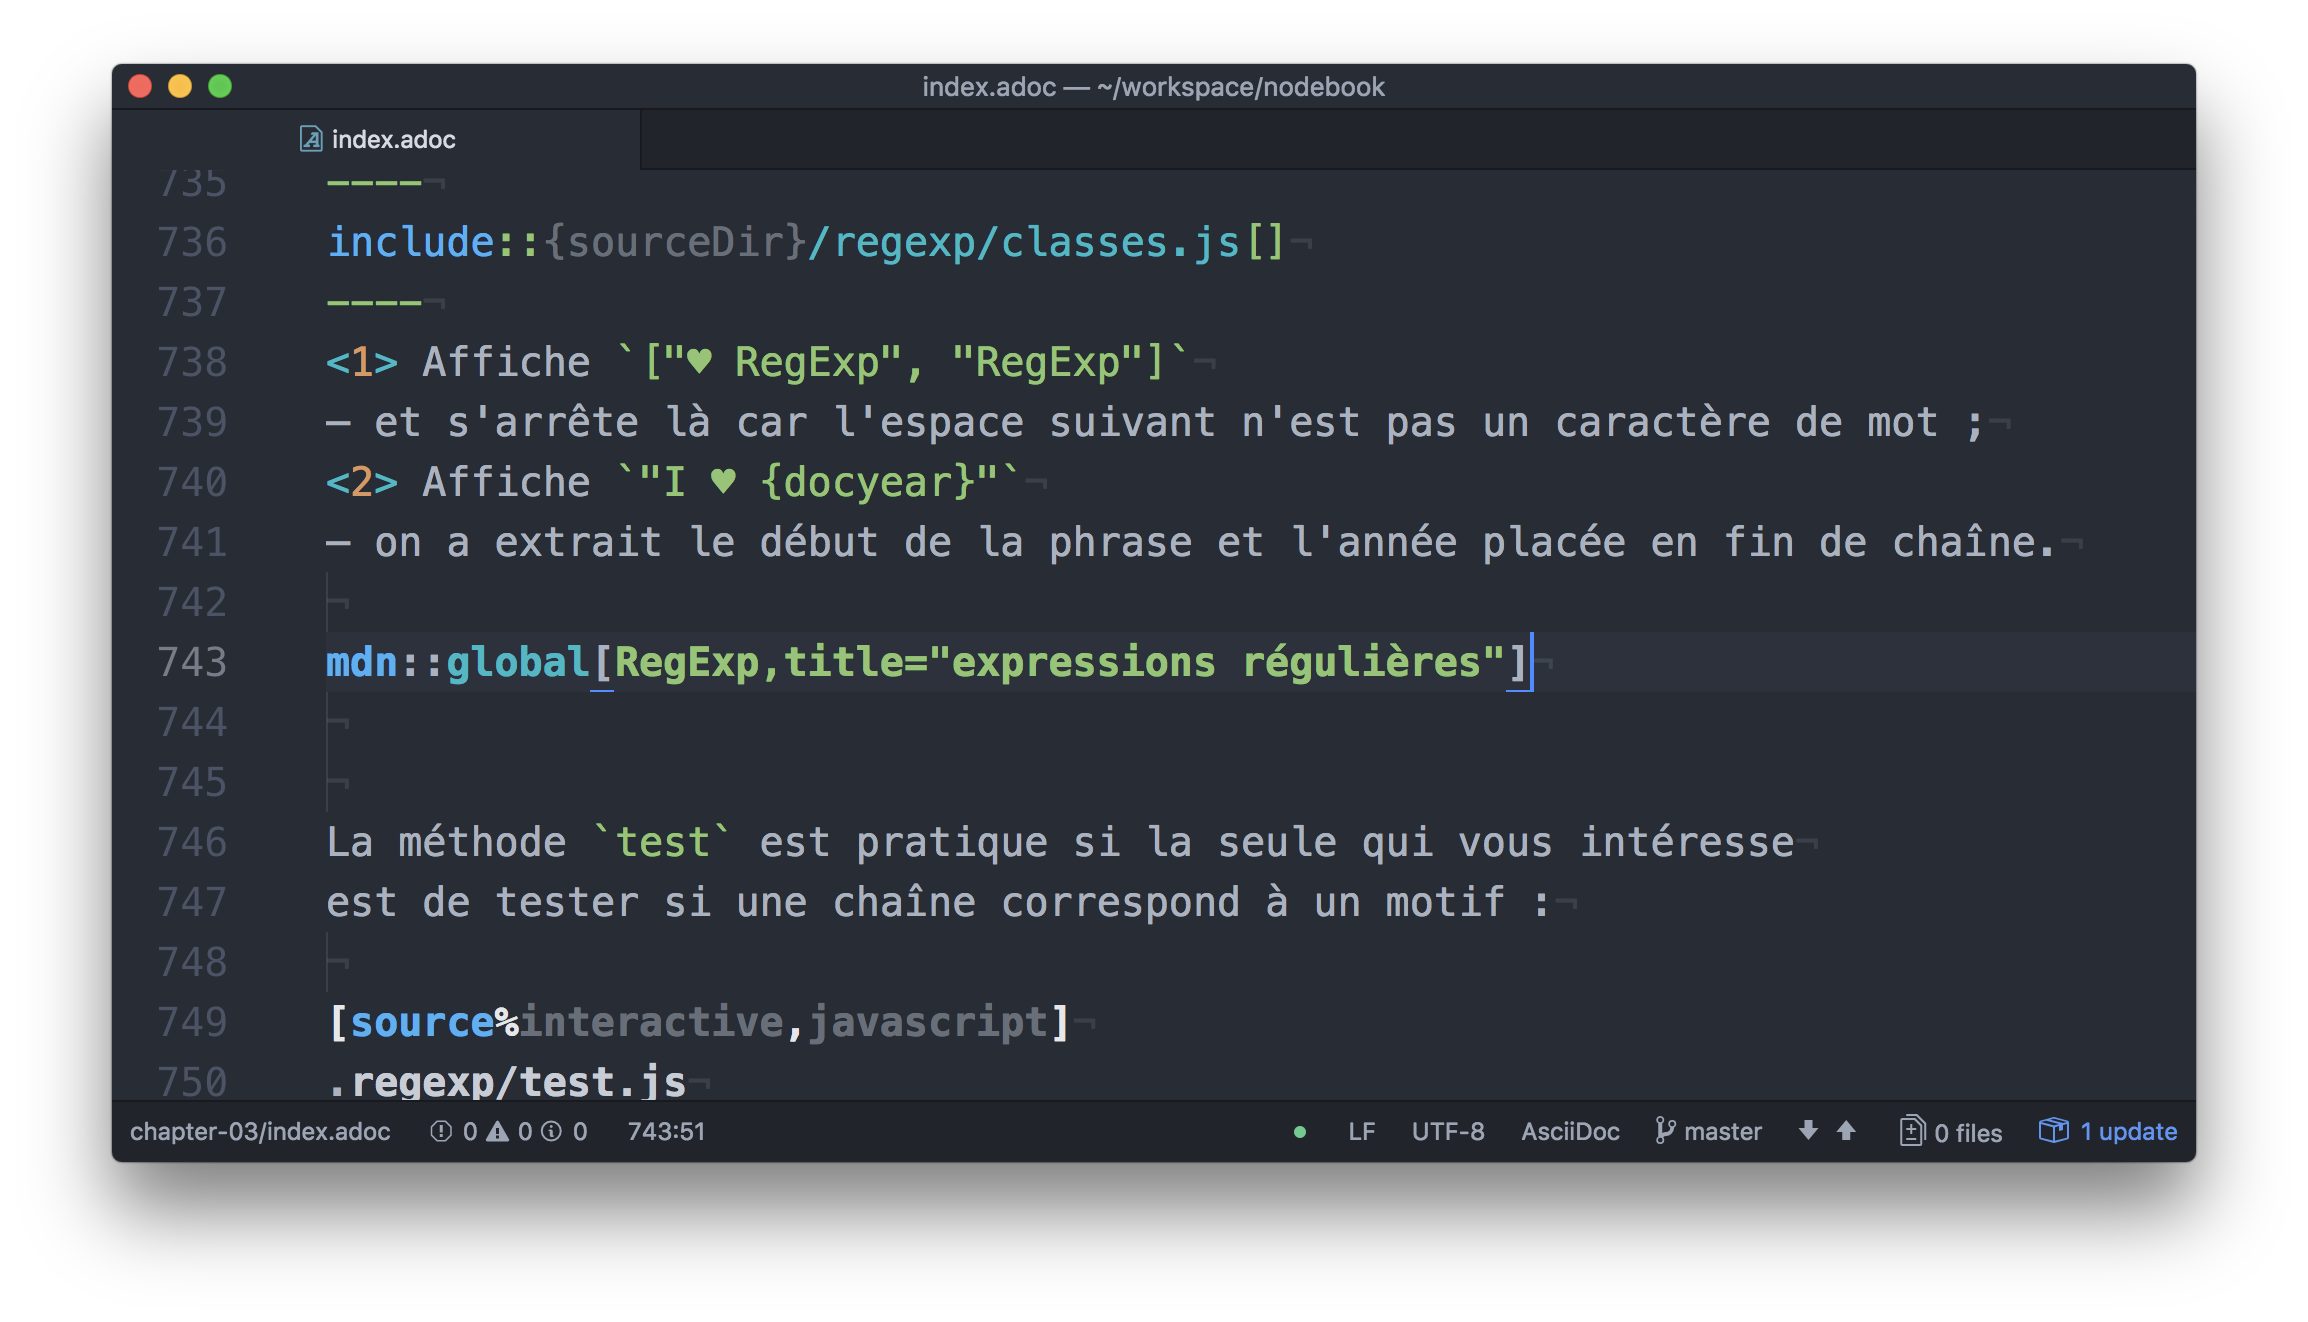 index.adoc — ~/workspace/nodebook
index.adoc
735 ----¬
736 include::{sourceDir}/regexp/classes.js[]¬
737 ----¬
738 <1> Affiche `["♥ RegExp", "RegExp"]`¬
739 — et s'arrête là car l'espace suivant n'est pas un caractère de mot ;¬
740 <2> Affiche `"I ♥ {docyear}"`¬
741 — on a extrait le début de la phrase et l'année placée en fin de chaîne.¬
742 ¬
743 mdn::global[RegExp,title="expressions régulières"]¬
744 ¬
745 ¬
746 La méthode `test` est pratique si la seule qui vous intéresse¬
747 est de tester si une chaîne correspond à un motif :¬
748 ¬
749 [source%interactive,javascript]¬
750 .regexp/test.js¬
chapter-03/index.adoc 0 0 0 743:51 LF UTF-8 AsciiDoc master 0 files 1 update